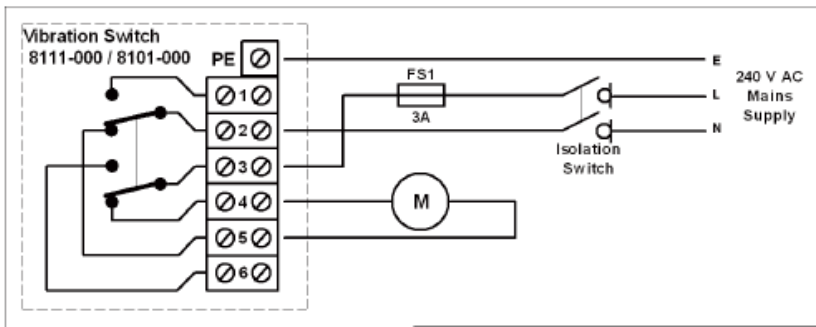 Vibration Switch
8111-000 / 8101-000
PE
1
2
3
4
5
6
FS1
3A
M
Isolation
Switch
E
L
N
240 V AC
Mains
Supply